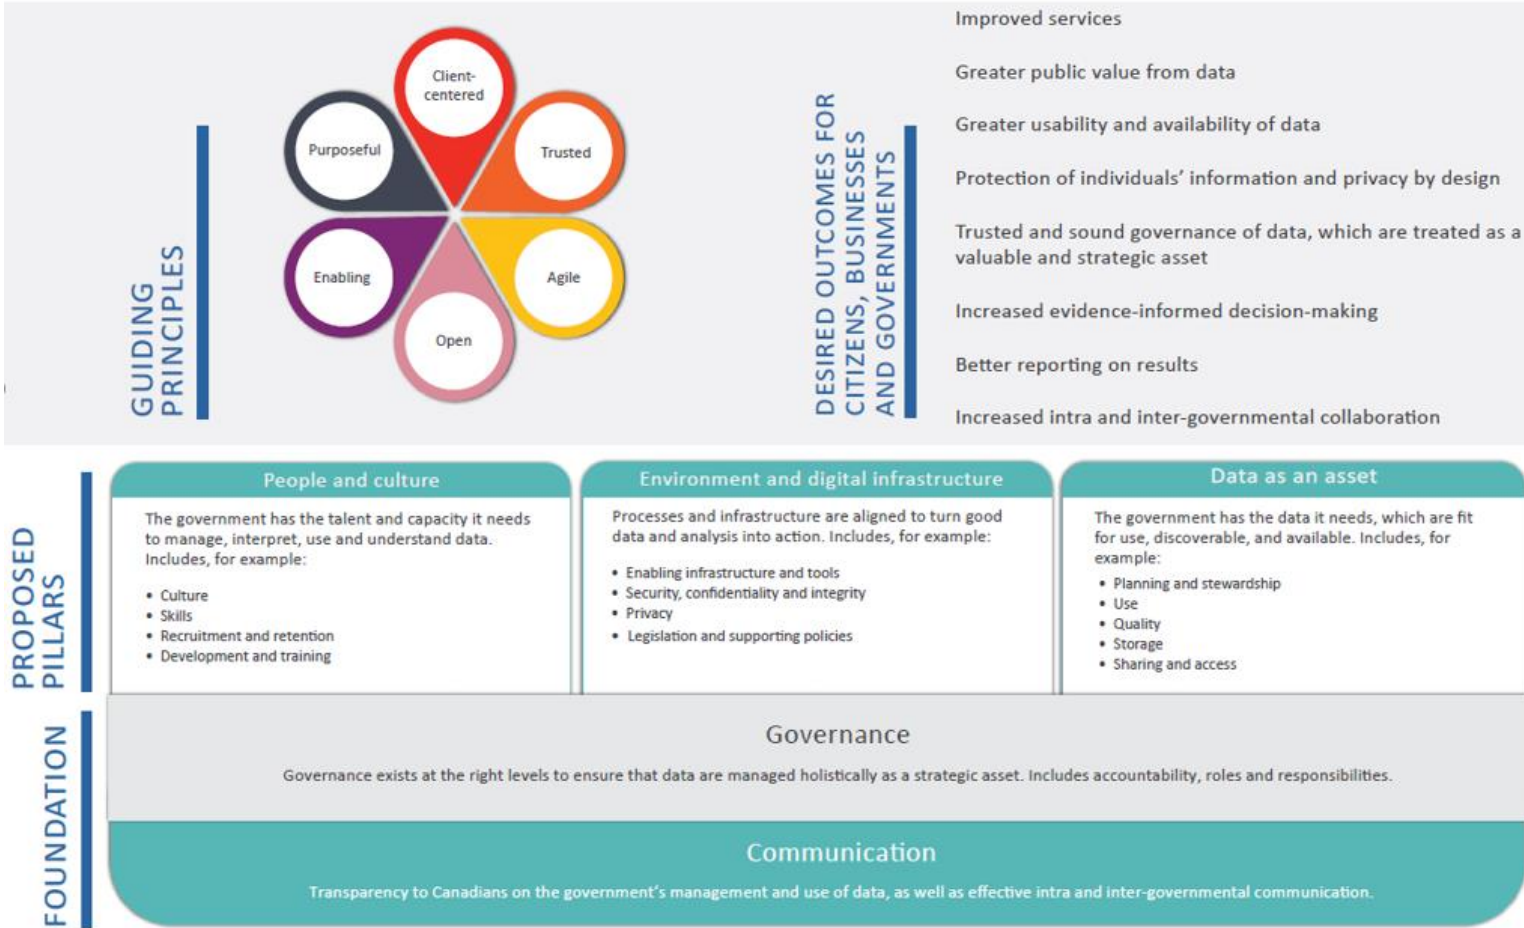 GUIDING
PRINCIPLES
Client-
centered
Purposeful
Trusted
Enabling
Agile
Open
DESIRED OUTCOMES FOR
CITIZENS, BUSINESSES
AND GOVERNMENTS
Improved services
Greater public value from data
Greater usability and availability of data
Protection of individuals' information and privacy by design
Trusted and sound governance of data, which are treated as a
valuable and strategic asset
Increased evidence-informed decision-making
Better reporting on results
Increased intra and inter-governmental collaboration
PROPOSED
PILLARS
People and culture
The government has the talent and capacity it needs
to manage, interpret, use and understand data.
Includes, for example:
• Culture
• Skills
• Recruitment and retention
• Development and training
Environment and digital infrastructure
Processes and infrastructure are aligned to turn good
data and analysis into action. Includes, for example:
• Enabling infrastructure and tools
• Security, confidentiality and integrity
• Privacy
• Legislation and supporting policies
Data as an asset
The government has the data it needs, which are fit
for use, discoverable, and available. Includes, for
example:
• Planning and stewardship
• Use
• Quality
• Storage
• Sharing and access
FOUNDATION
Governance
Governance exists at the right levels to ensure that data are managed holistically as a strategic asset. Includes accountability, roles and responsibilities.
Communication
Transparency to Canadians on the government's management and use of data, as well as effective intra and inter-governmental communication.